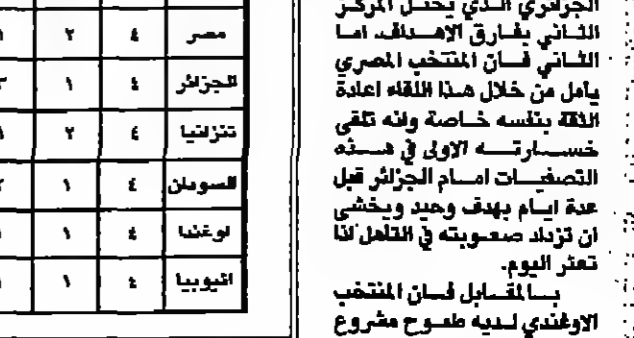 الجزائري الذي يحتل المركز
الثاني بفارق الاهداف. اما
الثاني فان المنتخب المصري
يامل من خلال هذا اللقاء اعادة
الثقة بنفسه خاصة وانه تلقى
خسارته الاولى في هذه
التصفيات امام الجزائر قبل
عدة ايام بهدف وحيد ويخشى
ان تزداد صعوبته في التاهل اذا
تعثر اليوم.
بالمقابل فان المنتخب
الاوغندي لديه طموح مشروع
مصر ٤ ٢
الجزائر ٤ ١
تنزانيا ٤ ٢
السودان ٤ ١
اوغندا ٤ ١
اثيوبيا ٤ ١